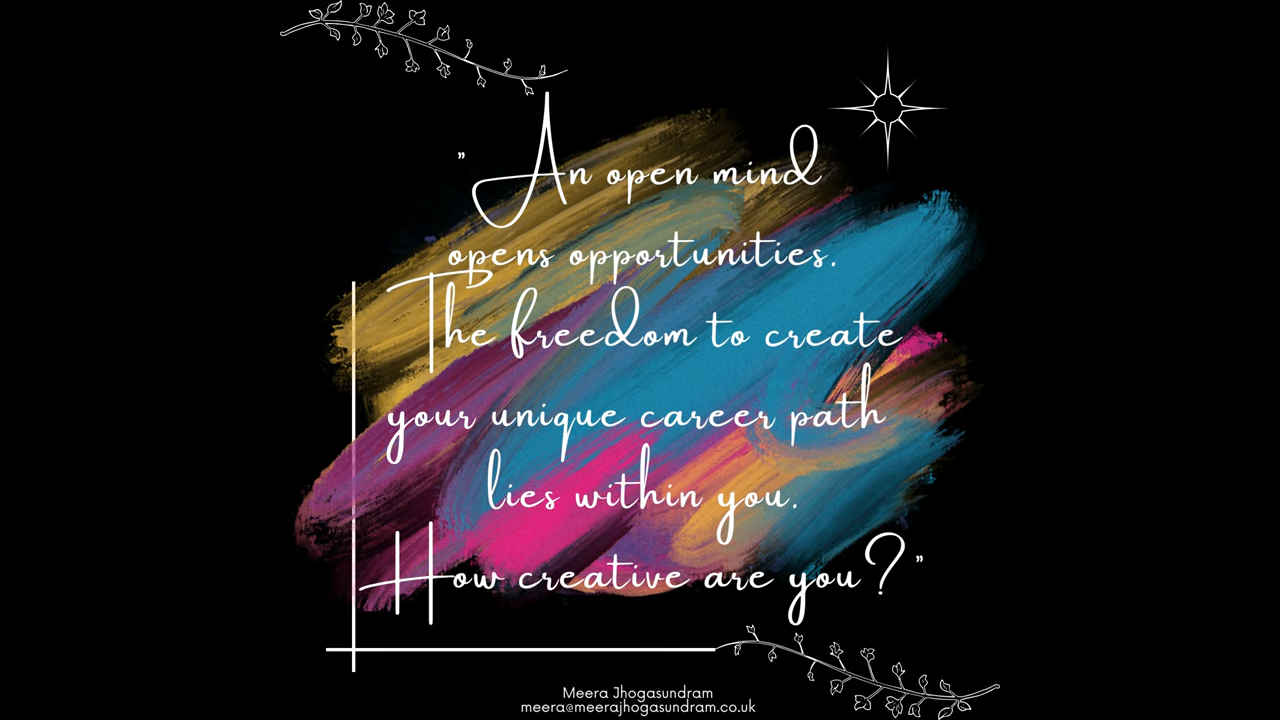 "An open mind
opens opportunities.
The freedom to create
your unique career path
lies within you.
How creative are you?"
Meera Jhogasundram
meera@meerajhogasundram.co.uk